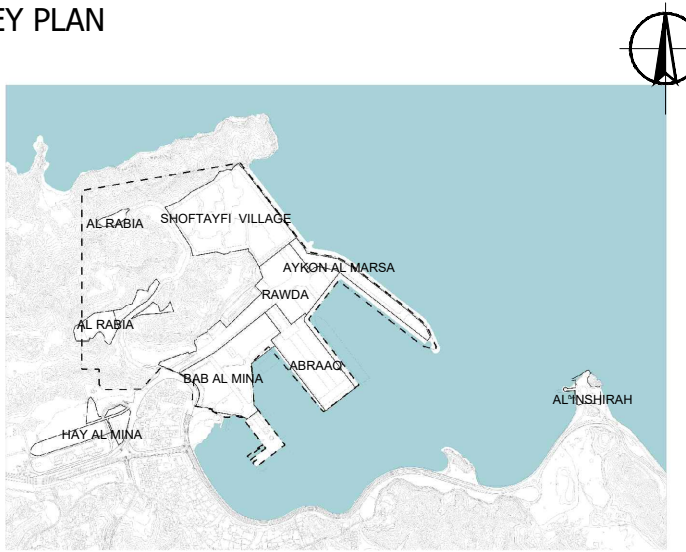 EY PLAN
AL RABIA
SHOFTAYFI VILLAGE
AYKON AL MARSA
RAWDA
AL RABIA
ABRAAQ
BAB AL MINA
AL INSHIRAH
HAY AL MINA